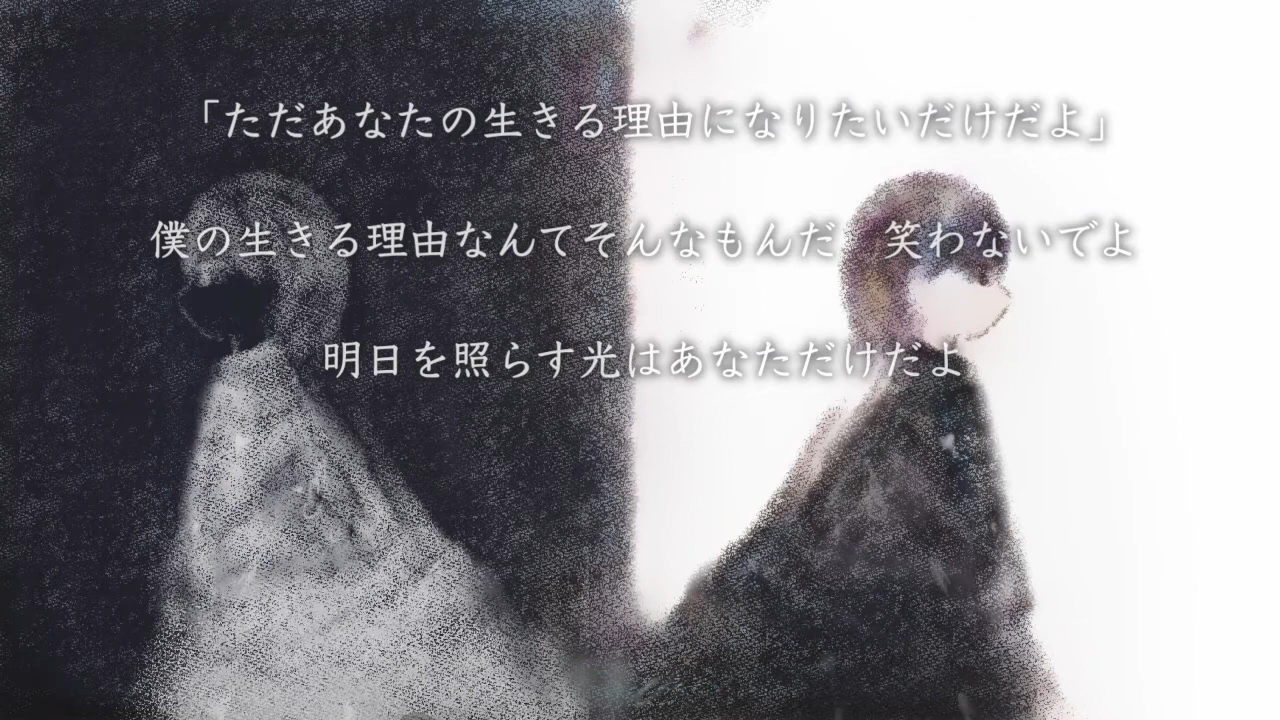 「ただあなたの生きる理由になりたいだけだよ」
僕の生きる理由なんてそんなもんだ　笑わないでよ
明日を照らす光はあなただけだよ